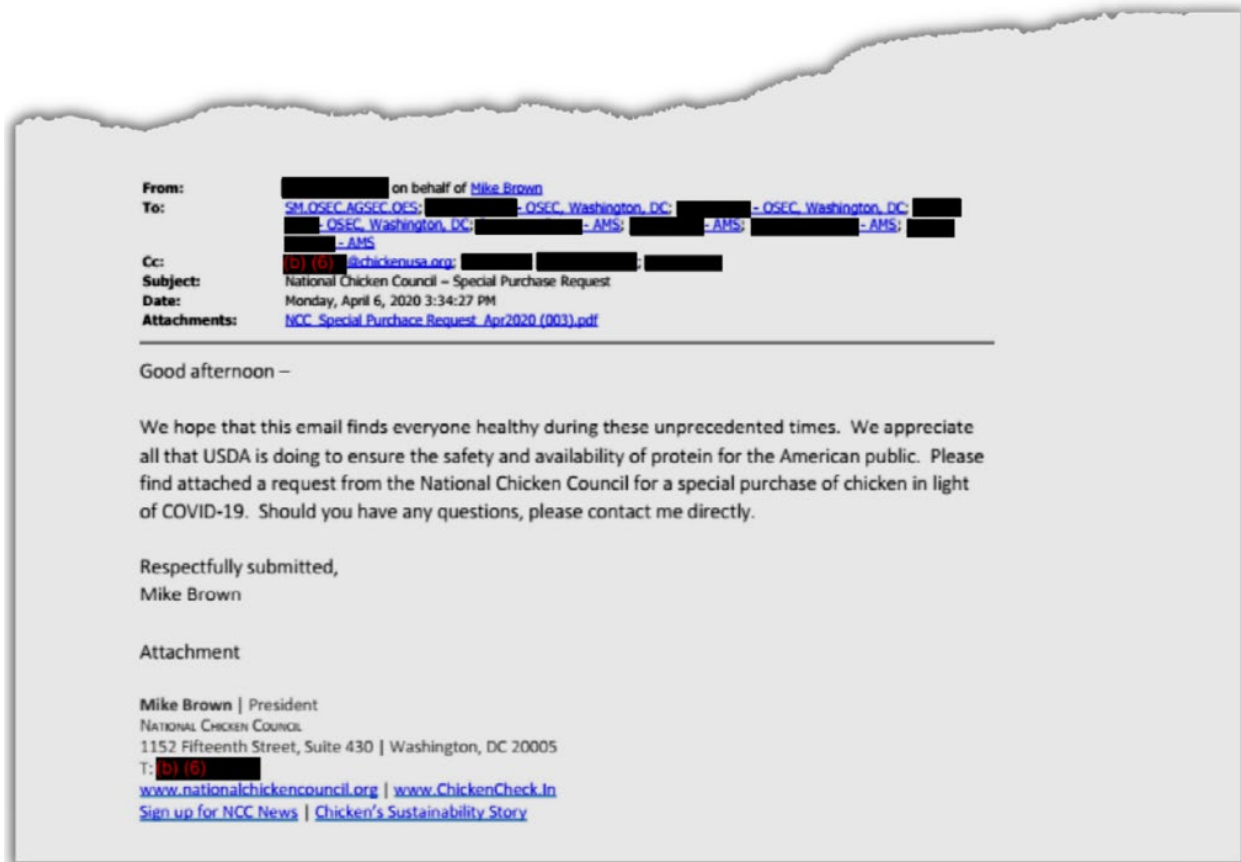 From: on behalf of Mike Brown
To: SM.OSEC.AGSEC.OES; - OSEC, Washington, DC; - OSEC, Washington, DC;
- OSEC, Washington, DC; - AMS; - AMS; - AMS;
- AMS
Cc: (b) (6) @chickenusa.org; ; ;
Subject: National Chicken Council – Special Purchase Request
Date: Monday, April 6, 2020 3:34:27 PM
Attachments: NCC Special Purchace Request Apr2020 (003).pdf
Good afternoon –
We hope that this email finds everyone healthy during these unprecedented times. We appreciate
all that USDA is doing to ensure the safety and availability of protein for the American public. Please
find attached a request from the National Chicken Council for a special purchase of chicken in light
of COVID-19. Should you have any questions, please contact me directly.
Respectfully submitted,
Mike Brown
Attachment
Mike Brown | President
National Chicken Council
1152 Fifteenth Street, Suite 430 | Washington, DC 20005
T: (b) (6)
www.nationalchickencouncil.org | www.ChickenCheck.In
Sign up for NCC News | Chicken's Sustainability Story